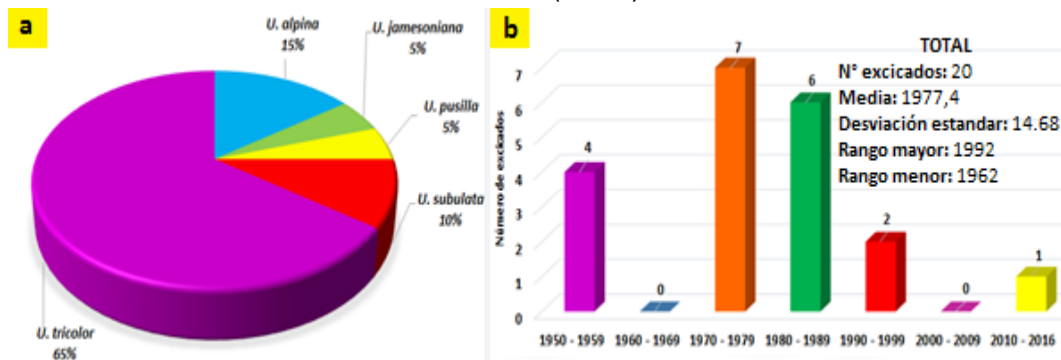 a
U. alpina
15%
U. jamesoniana
5%
U. pusilla
5%
U. subulata
10%
U. tricolor
65%
b
TOTAL
N° excicados: 20
Media: 1977,4
Desviación estandar: 14.68
Rango mayor: 1992
Rango menor: 1962
Número de excicados
7
6
5
4
3
2
1
0
4
0
7
6
2
0
1
1950 - 1959 1960 - 1969 1970 - 1979 1980 - 1989 1990 - 1999 2000 - 2009 2010 - 2016